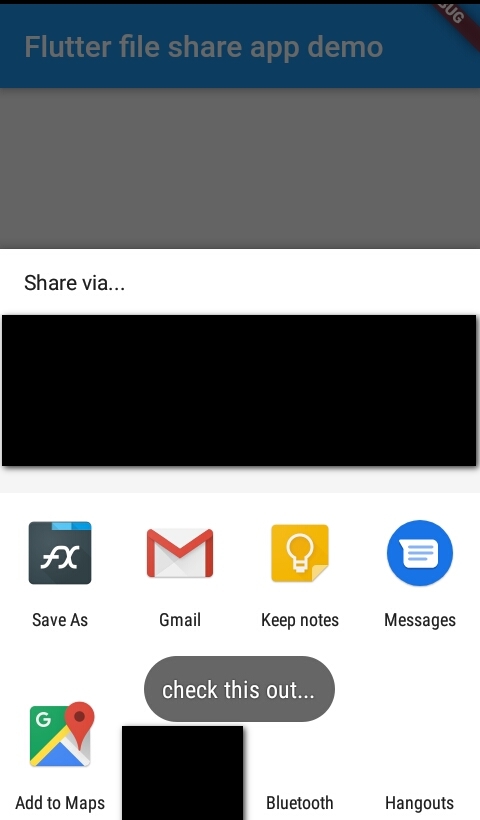 Flutter file share app demo
Share via...
Save As
Gmail
Keep notes
Messages
check this out...
Add to Maps
Bluetooth
Hangouts